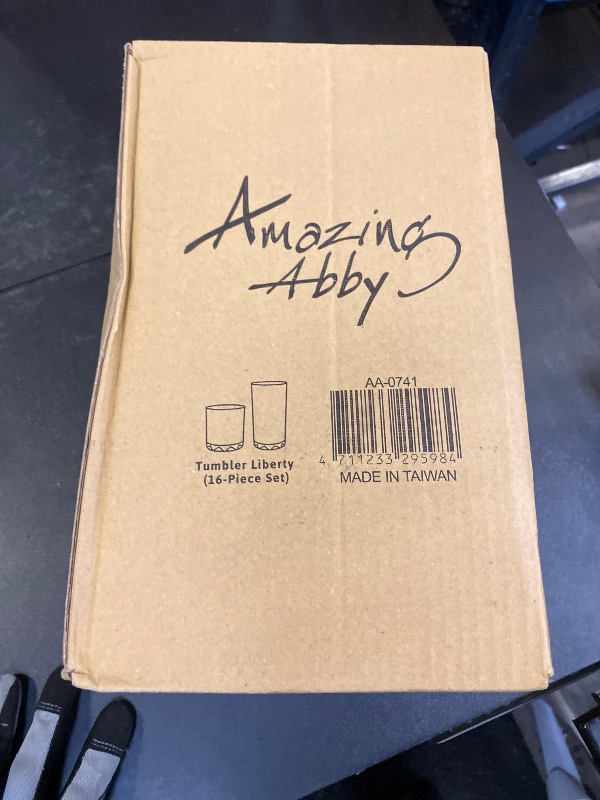 Amazing
Abby
AA-0741
4 711233 295984
MADE IN TAIWAN
Tumbler Liberty
(16-Piece Set)